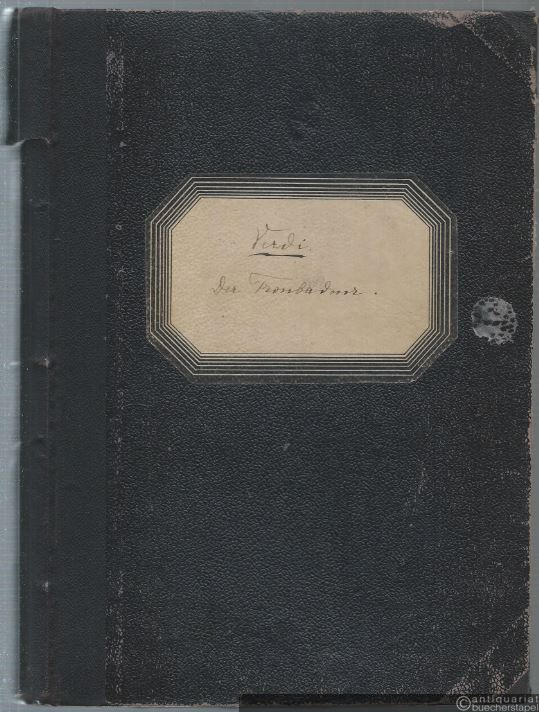 Verdi.
Der Troubadour.
antiquariat
buecherstapel